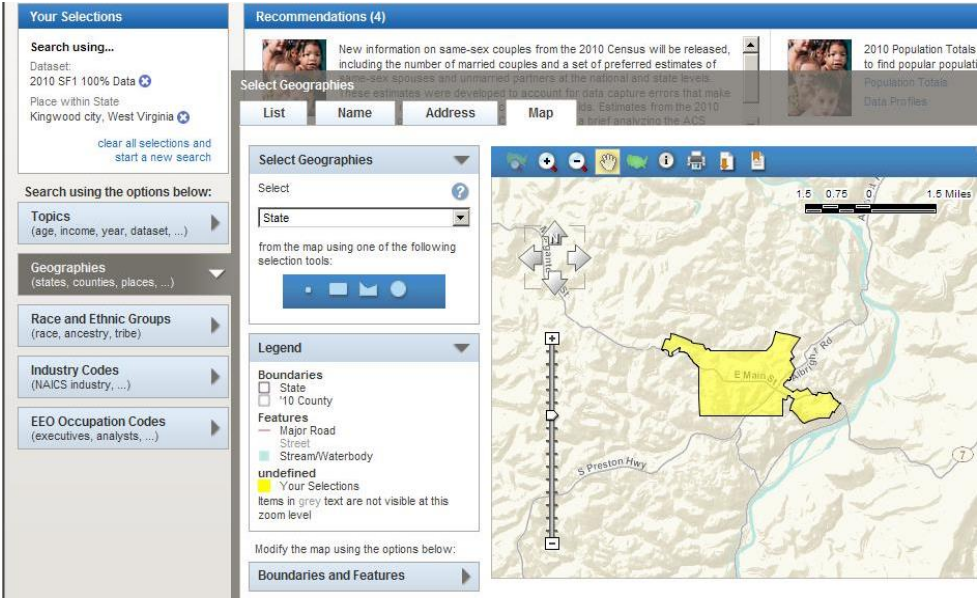 Your Selections
Search using...
Dataset:
2010 SF1 100% Data
Place within State
Kingwood city, West Virginia
clear all selections and
start a new search
Search using the options below:
Topics
(age, income, year, dataset, ...)
Geographies
(states, counties, places, ...)
Race and Ethnic Groups
(race, ancestry, tribe)
Industry Codes
(NAICS industry, ...)
EEO Occupation Codes
(executives, analysts, ...)
Recommendations (4)
New information on same-sex couples from the 2010 Census will be released,
including the number of married couples and a set of preferred estimates of
same-sex spouses and unmarried partners at the national and state levels.
These estimates were developed to account for data capture errors that make
Estimates from the 2010
a brief analyzing the ACS
2010 Population Totals
to find popular populati
Population Totals
Data Profiles
Select Geographies
List
Name
Address
Map
Select Geographies
Select
State
from the map using one of the following
selection tools:
Legend
Boundaries
State
'10 County
Features
Major Road
Street
Stream/Waterbody
undefined
Your Selections
Items in grey text are not visible at this
zoom level
Modify the map using the options below:
Boundaries and Features
1.5 0.75 0 1.5 Miles
N
St
E Main St
Albright Rd
S Preston Hwy
7